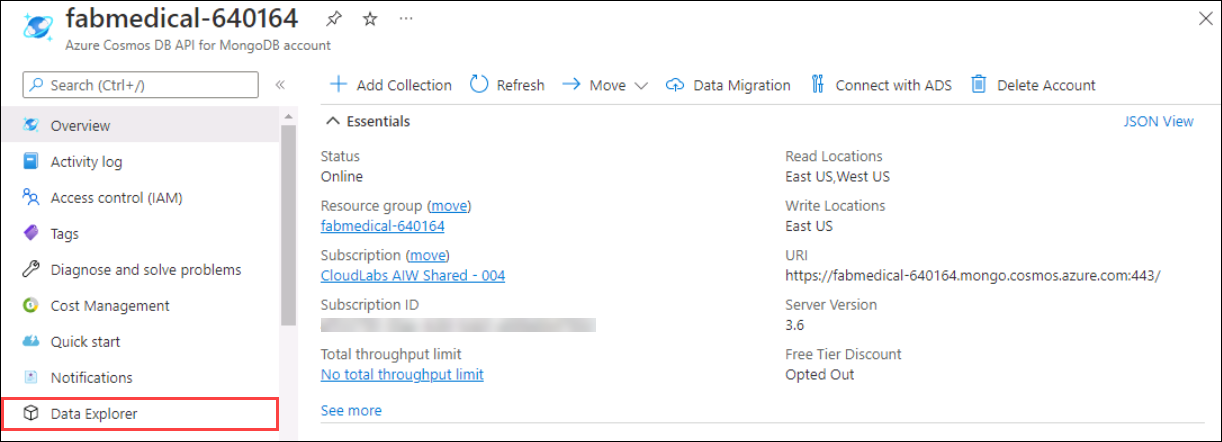 fabmedical-640164
Azure Cosmos DB API for MongoDB account
Search (Ctrl+/)
Overview
Activity log
Access control (IAM)
Tags
Diagnose and solve problems
Cost Management
Quick start
Notifications
Data Explorer
Add Collection Refresh Move Data Migration Connect with ADS Delete Account
Essentials
JSON View
Status
Online
Resource group (move)
fabmedical-640164
Subscription (move)
CloudLabs AIW Shared - 004
Subscription ID
Total throughput limit
No total throughput limit
See more
Read Locations
East US,West US
Write Locations
East US
URI
https://fabmedical-640164.mongo.cosmos.azure.com:443/
Server Version
3.6
Free Tier Discount
Opted Out